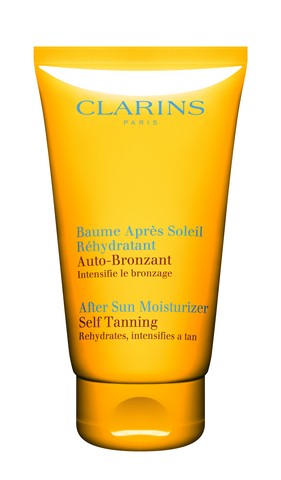 CLARINS
PARIS
Baume Après Soleil
Réhydratant
Auto-Bronzant
Intensifie le bronzage
After Sun Moisturizer
Self Tanning
Rehydrates, intensifies a tan